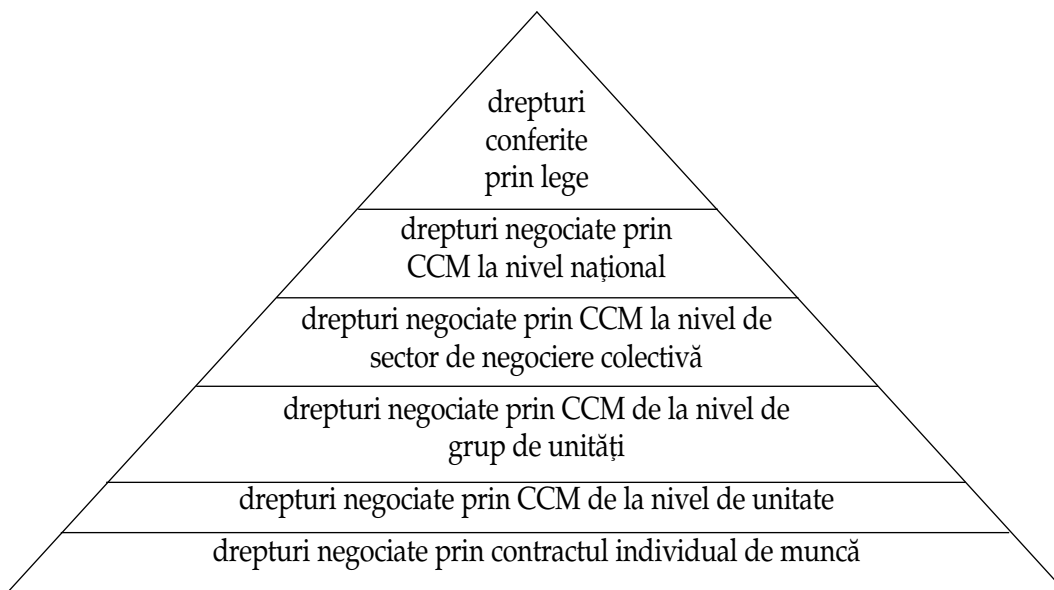 drepturi
conferite
prin lege
drepturi negociate prin
CCM la nivel naţional
drepturi negociate prin CCM la nivel de
sector de negociere colectivă
drepturi negociate prin CCM de la nivel de
grup de unităţi
drepturi negociate prin CCM de la nivel de unitate
drepturi negociate prin contractul individual de muncă